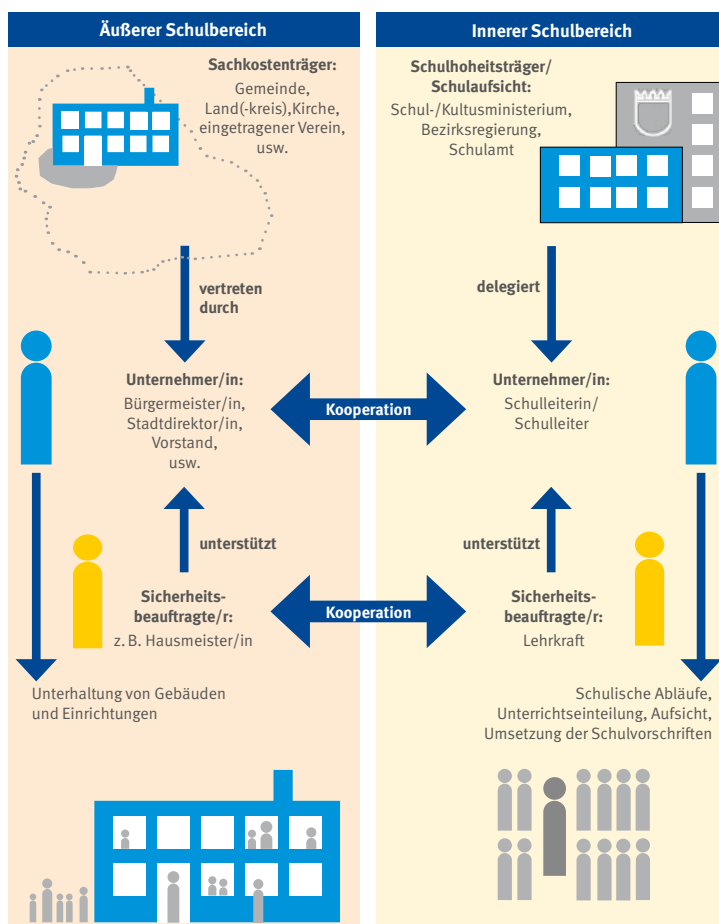 Äußerer Schulbereich
Sachkostenträger:
Gemeinde,
Land(-kreis),Kirche,
eingetragener Verein,
usw.
vertreten
durch
Unternehmer/in:
Bürgermeister/in,
Stadtdirektor/in,
Vorstand,
usw.
unterstützt
Sicherheits-
beauftragte/r:
z. B. Hausmeister/in
Unterhaltung von Gebäuden
und Einrichtungen
Kooperation
Kooperation
Innerer Schulbereich
Schulhoheitsträger/
Schulaufsicht:
Schul-/Kultusministerium,
Bezirksregierung,
Schulamt
delegiert
Unternehmer/in:
Schulleiterin/
Schulleiter
unterstützt
Sicherheits-
beauftragte/r:
Lehrkraft
Schulische Abläufe,
Unterrichtseinteilung, Aufsicht,
Umsetzung der Schulvorschriften